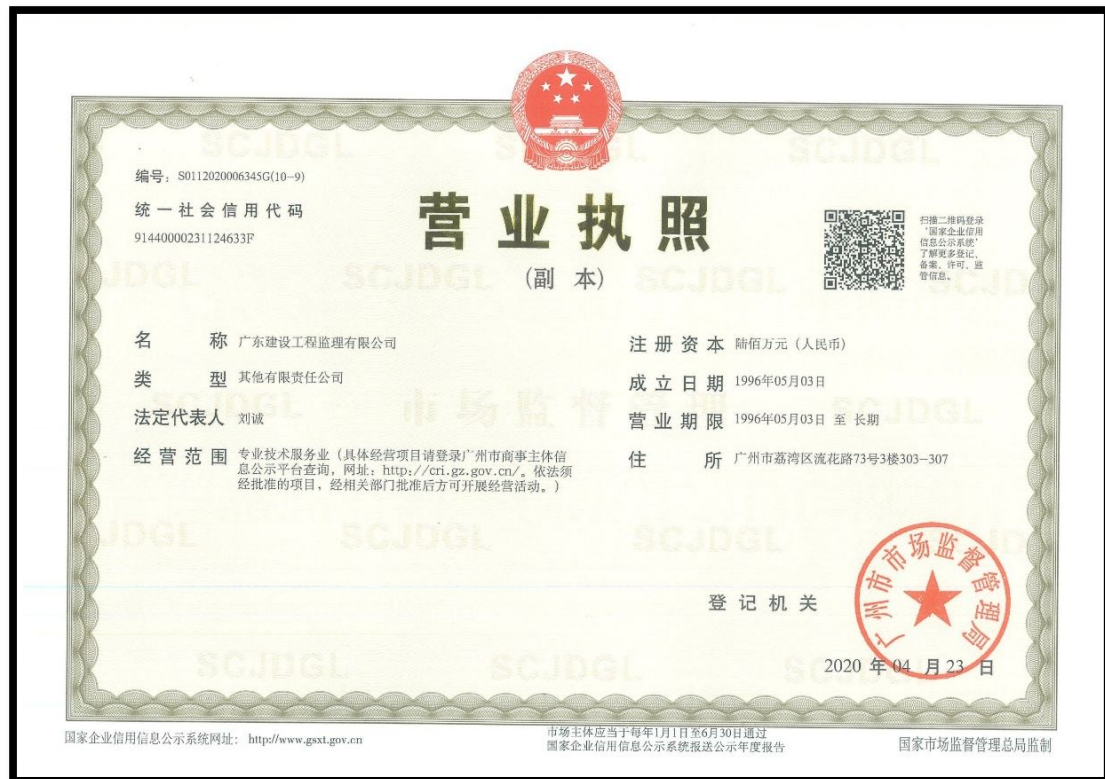 编号：S0112020006345G(10-9)
统一社会信用代码
91440000231124633F
营业执照
(副 本)
扫描二维码登录
‘国家企业信用
信息公示系统’
了解更多登记、
备案、许可、监
管信息。
名 称 广东建设工程监理有限公司
类 型 其他有限责任公司
法定代表人 刘诚
经营范围 专业技术服务业（具体经营项目请登录广州市商事主体信
息公示平台查询，网址：http://cri.gz.gov.cn/。依法须
经批准的项目，经相关部门批准后方可开展经营活动。）
注册资本 陆佰万元（人民币）
成立日期 1996年05月03日
营业期限 1996年05月03日 至 长期
住 所 广州市荔湾区流花路73号3楼303-307
SCJDGL
市场监督管理
登记机关
广州市市场监督管理局
2020 年 04 月 23 日
国家企业信用信息公示系统网址： http://www.gsxt.gov.cn
市场主体应当于每年1月1日至6月30日通过
国家企业信用信息公示系统报送公示年度报告
国家市场监督管理总局监制